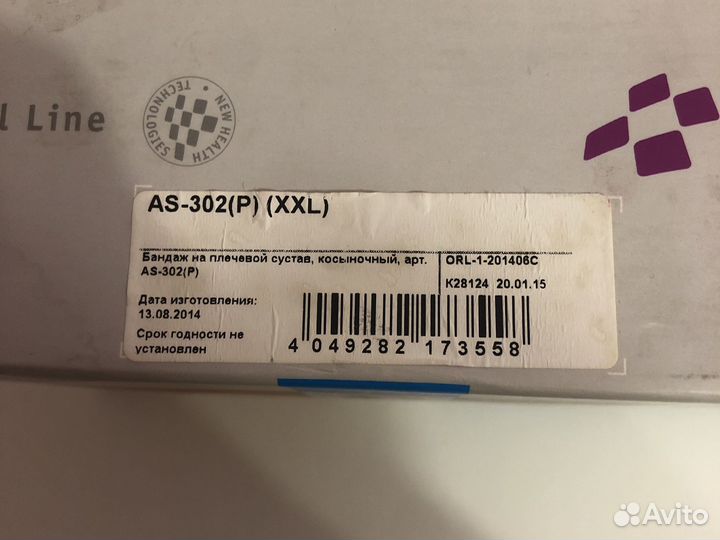 l Line
NEW HEALTH TECHNOLOGIES
AS-302(P) (XXL)
Бандаж на плечевой сустав, косыночный, арт.
AS-302(P)
ORL-1-201406C
K28124 20.01.15
Дата изготовления:
13.08.2014
Срок годности не
установлен
4 049282 173558
Avito